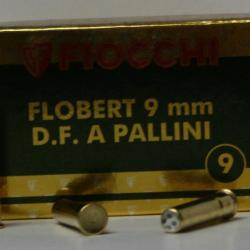 FIOCCHI
FLOBERT 9 mm
D.F. A PALLINI
9